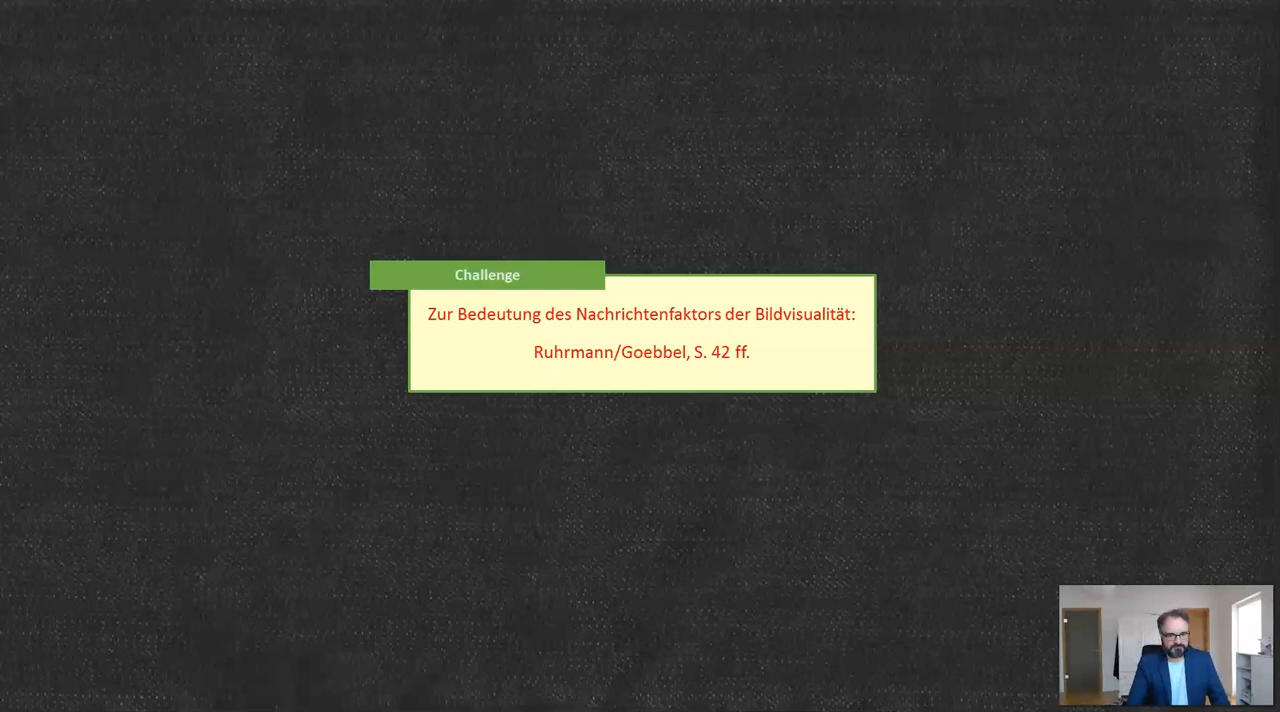 Challenge
Zur Bedeutung des Nachrichtenfaktors der Bildvisualität:
Ruhrmann/Goebbel, S. 42 ff.